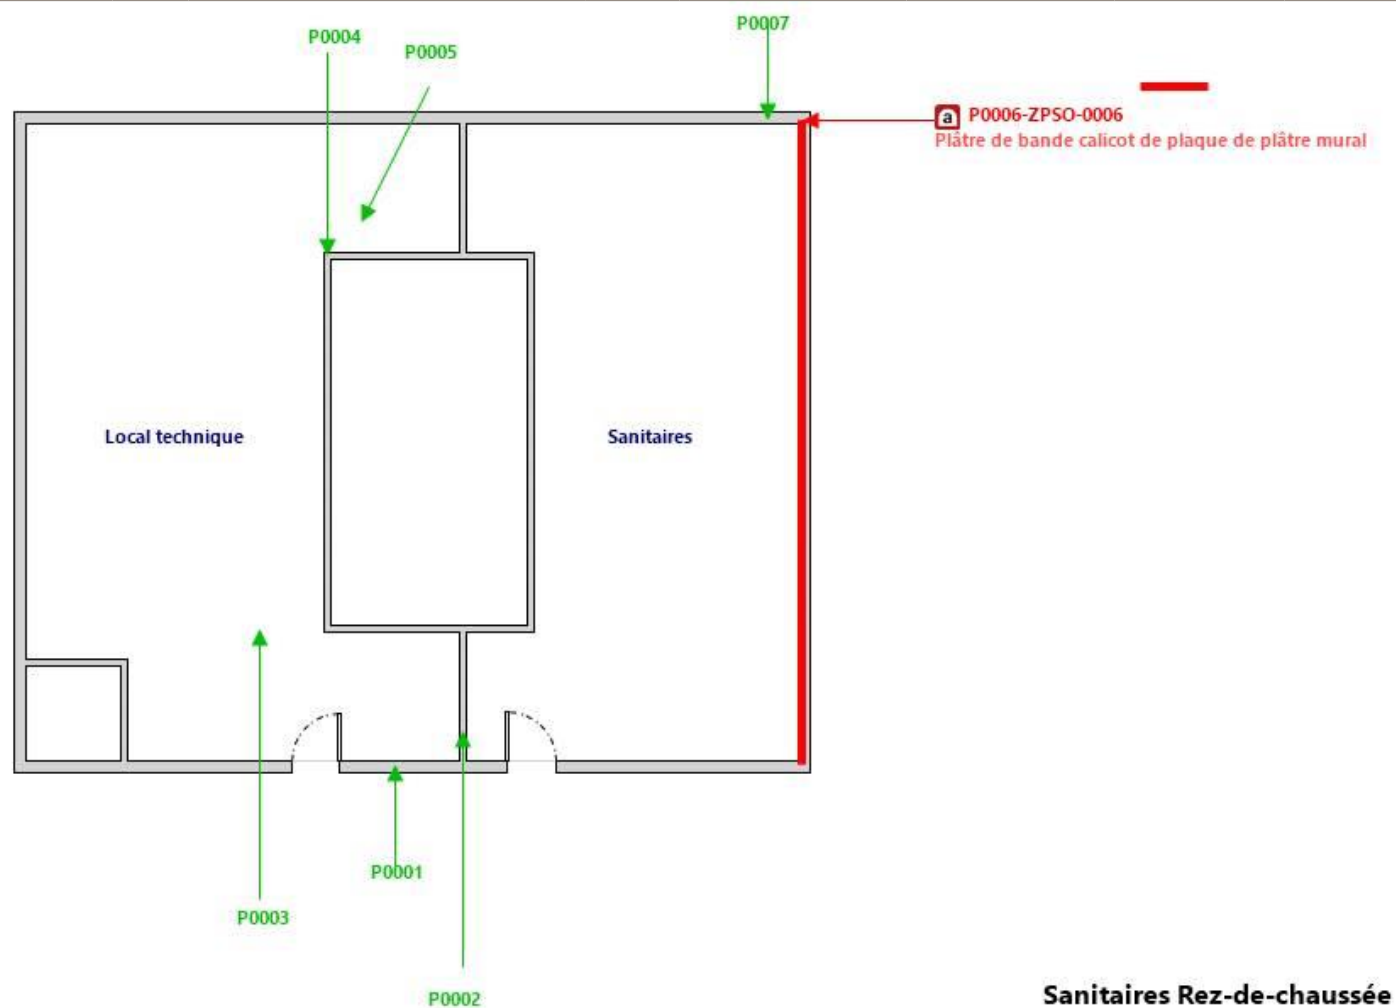 P0007
P0004
P0005
a P0006-ZPSO-0006
Plâtre de bande calicot de plaque de plâtre mural
Local technique
Sanitaires
P0001
P0003
P0002
Sanitaires Rez-de-chaussée